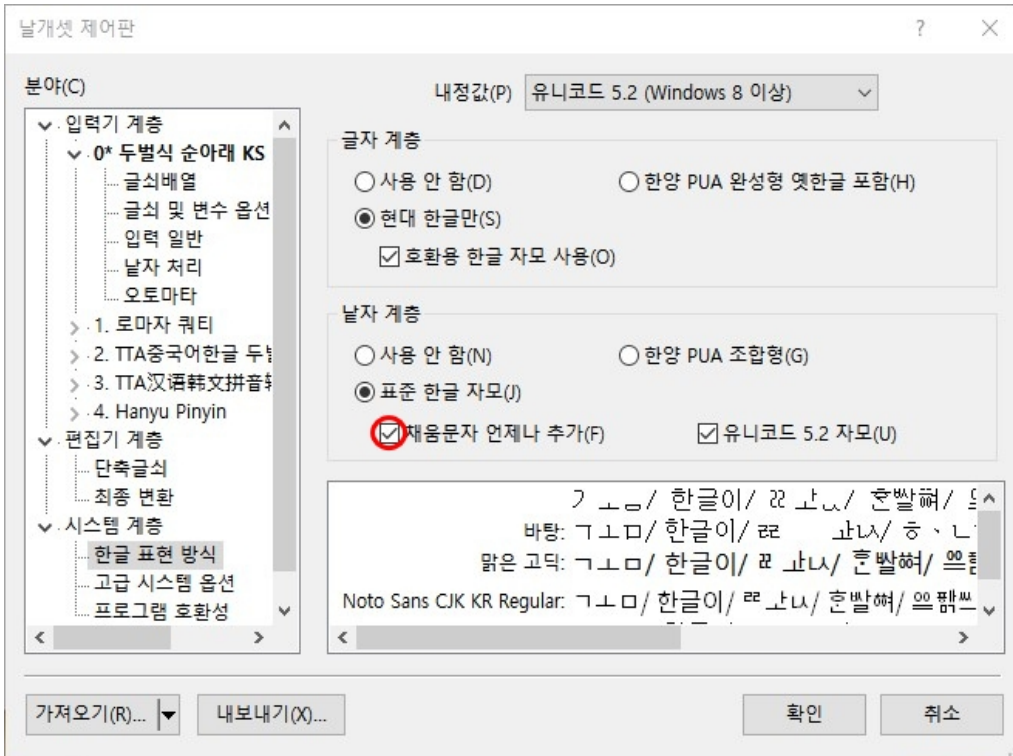 날개셋 제어판
분야(C)
입력기 계층
0* 두벌식 순아래 KS
글쇠배열
글쇠 및 변수 옵션
입력 일반
낱자 처리
오토마타
1. 로마자 쿼티
2. TTA중국어한글
3. TTA汉语韩文拼音
4. Hanyu Pinyin
편집기 계층
단축글쇠
최종 변환
시스템 계층
한글 표현 방식
고급 시스템 옵션
프로그램 호환성
내정값(P) 유니코드 5.2 (Windows 8 이상)
글자 계층
사용 안 함(D) 한양 PUA 완성형 옛한글 포함(H)
현대 한글만(S)
호환용 한글 자모 사용(O)
낱자 계층
사용 안 함(N) 한양 PUA 조합형(G)
표준 한글 자모(J)
채움문자 언제나 추가(F) 유니코드 5.2 자모(U)
한글이/
바탕: ㄱㅗㅁ/ 한글이/
맑은 고딕: ㄱㅗㅁ/ 한글이/
Noto Sans CJK KR Regular: ㄱㅗㅁ/ 한글이/
가져오기(R)... 내보내기(X)... 확인 취소